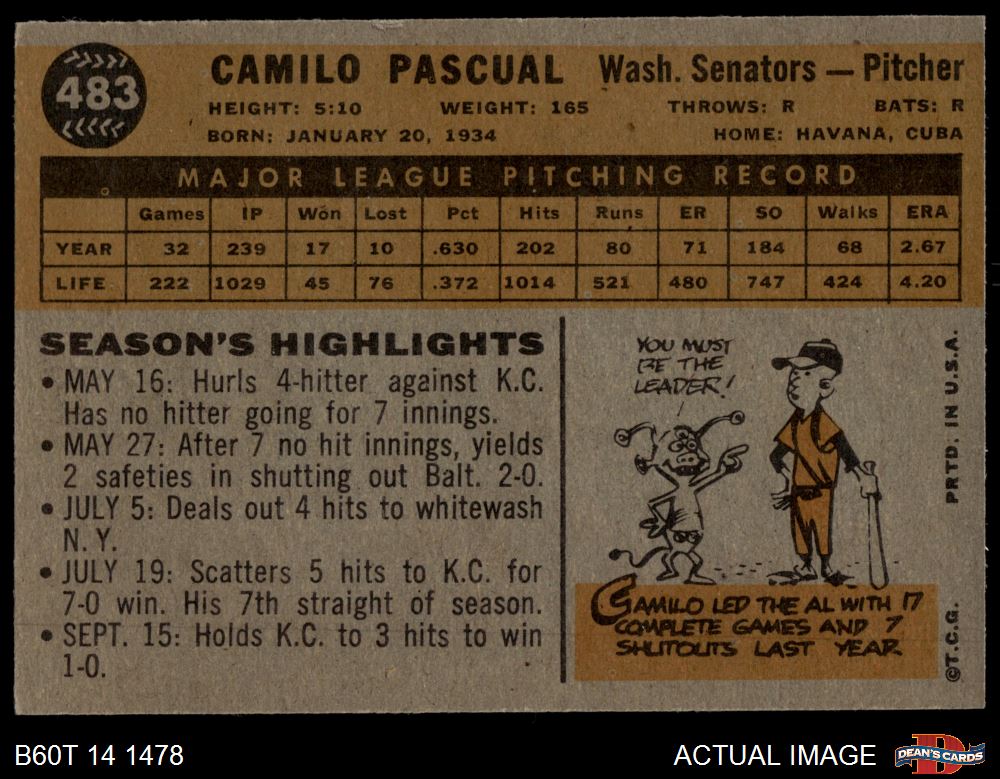 483
CAMILO PASCUAL Wash. Senators — Pitcher
HEIGHT: 5:10 WEIGHT: 165 THROWS: R BATS: R
BORN: JANUARY 20, 1934 HOME: HAVANA, CUBA
MAJOR LEAGUE PITCHING RECORD
Games IP Won Lost Pct Hits Runs ER SO Walks ERA
YEAR 32 239 17 10 .630 202 80 71 184 68 2.67
LIFE 222 1029 45 76 .372 1014 521 480 747 424 4.20
SEASON'S HIGHLIGHTS
• MAY 16: Hurls 4-hitter against K.C.
Has no hitter going for 7 innings.
• MAY 27: After 7 no hit innings, yields
2 safeties in shutting out Balt. 2-0.
• JULY 5: Deals out 4 hits to whitewash
N. Y.
• JULY 19: Scatters 5 hits to K.C. for
7-0 win. His 7th straight of season.
• SEPT. 15: Holds K.C. to 3 hits to win
1-0.
YOU MUST
BE THE
LEADER!
CAMILO LED THE AL WITH 17
COMPLETE GAMES AND 7
SHUTOUTS LAST YEAR.
©T.C.G. PRTD. IN U.S.A.
B60T 14 1478 ACTUAL IMAGE
DEAN'S CARDS